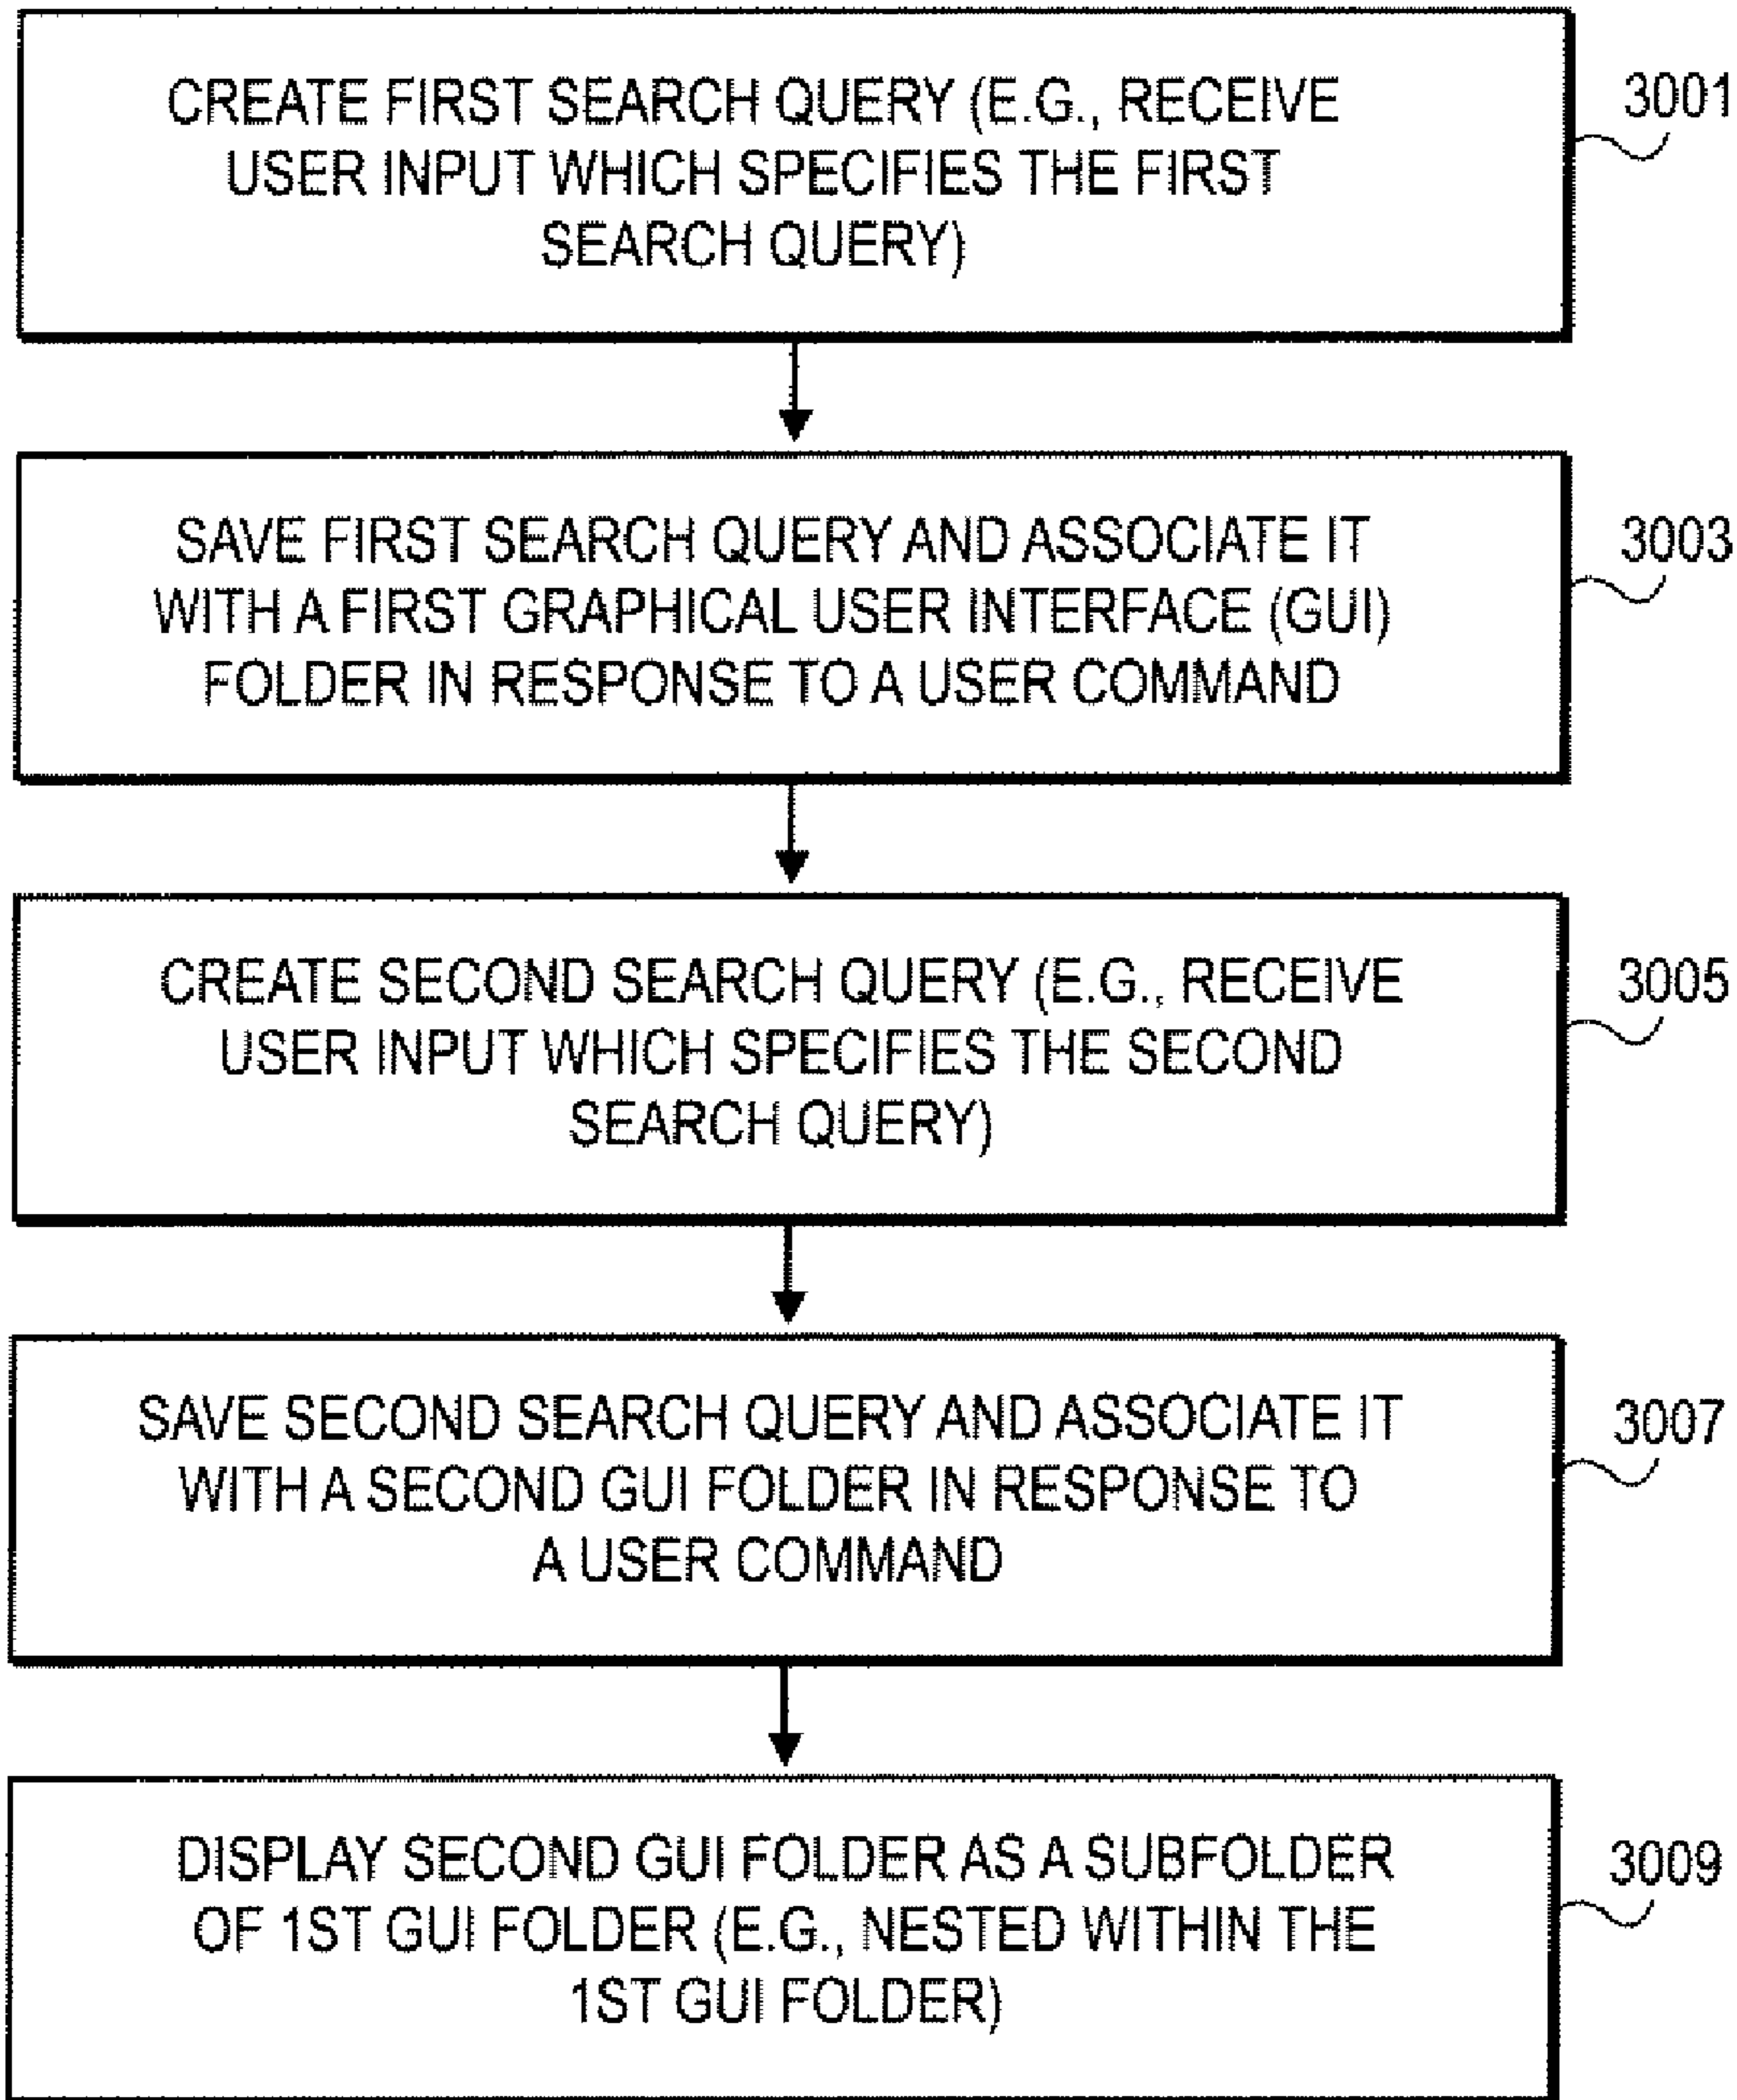 CREATE FIRST SEARCH QUERY (E.G., RECEIVE
USER INPUT WHICH SPECIFIES THE FIRST
SEARCH QUERY)
3001
SAVE FIRST SEARCH QUERY AND ASSOCIATE IT
WITH A FIRST GRAPHICAL USER INTERFACE (GUI)
FOLDER IN RESPONSE TO A USER COMMAND
3003
CREATE SECOND SEARCH QUERY (E.G., RECEIVE
USER INPUT WHICH SPECIFIES THE SECOND
SEARCH QUERY)
3005
SAVE SECOND SEARCH QUERY AND ASSOCIATE IT
WITH A SECOND GUI FOLDER IN RESPONSE TO
A USER COMMAND
3007
DISPLAY SECOND GUI FOLDER AS A SUBFOLDER
OF 1ST GUI FOLDER (E.G., NESTED WITHIN THE
1ST GUI FOLDER)
3009